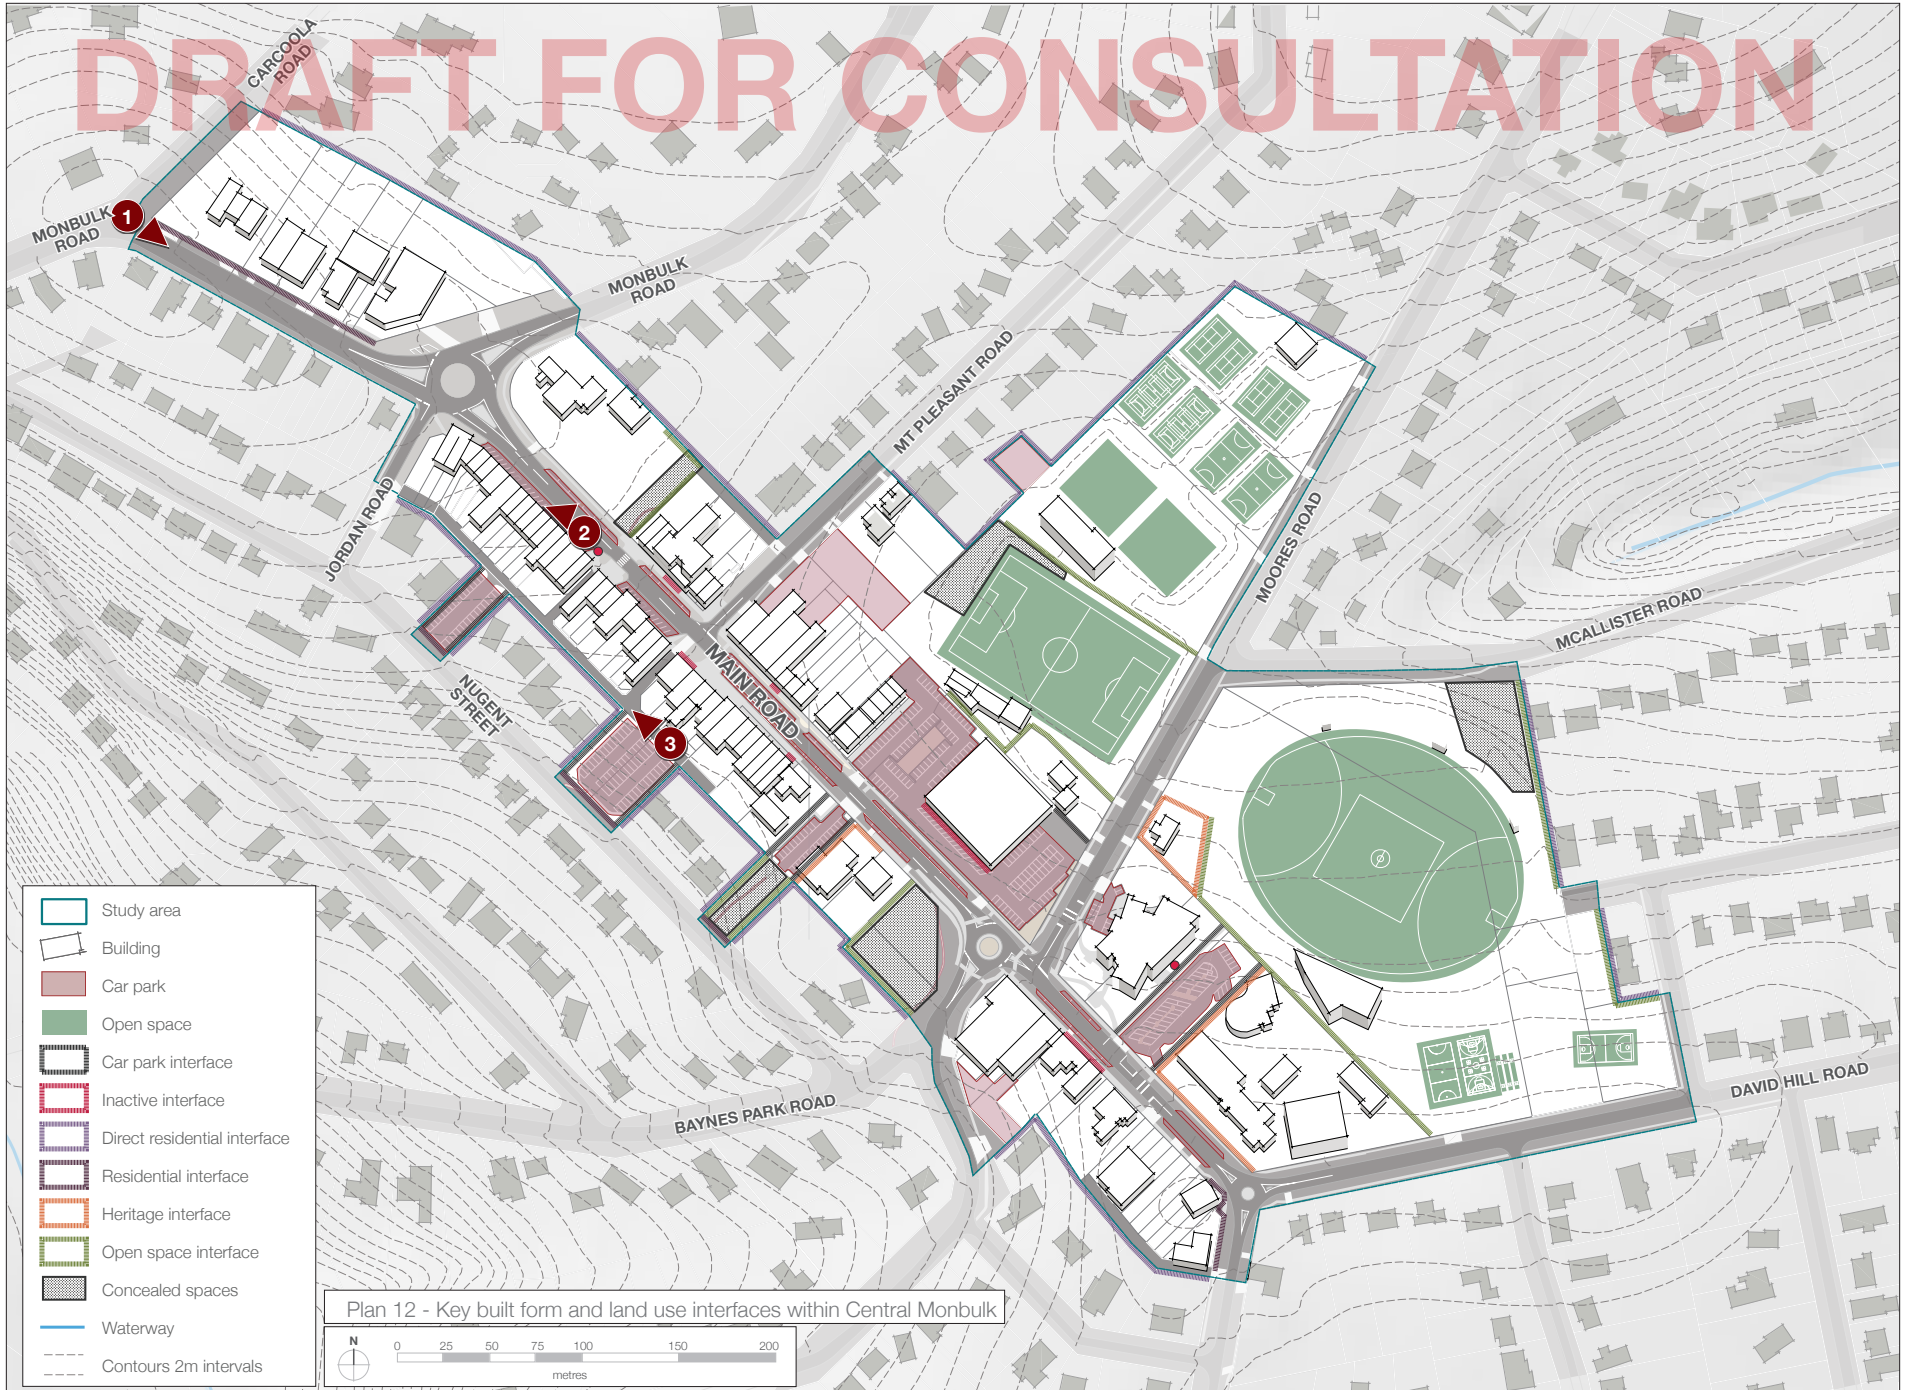 DRAFT FOR CONSULTATION
CARCOOLA
ROAD
MONBULK
ROAD
1
MONBULK
ROAD
MT PLEASANT ROAD
JORDAN ROAD
2
MOORES ROAD
MCALLISTER ROAD
MAIN ROAD
NUGENT
STREET
3
BAYNES PARK ROAD
DAVID HILL ROAD
Study area
Building
Car park
Open space
Car park interface
Inactive interface
Direct residential interface
Residential interface
Heritage interface
Open space interface
Concealed spaces
Waterway
Contours 2m intervals
Plan 12 - Key built form and land use interfaces within Central Monbulk
N
0 25 50 75 100 150 200
metres